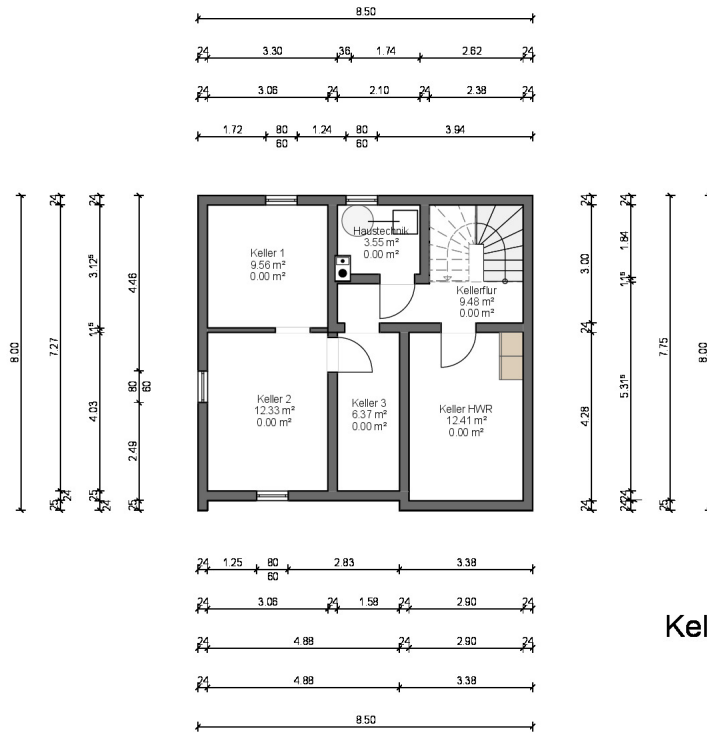 8.50
24 3.30 36 1.74 2.62 24
24 3.06 24 2.10 24 2.38 24
1.72 80 1.24 80 3.94
60 60
8.00
24 7.27 24 25
24 3.12⁵ 11⁵ 4.03 25 24
4.46 80 60 2.49 25
Keller 1
9.56 m²
0.00 m²
Haustechnik
3.55 m²
0.00 m²
Kellerflur
9.48 m²
0.00 m²
Keller 2
12.33 m²
0.00 m²
Keller 3
6.37 m²
0.00 m²
Keller HWR
12.41 m²
0.00 m²
24 3.00 24 4.28 24
24 1.84 11⁵ 5.31⁵ 24 24
7.75 25
8.00
24 1.25 80 2.83 3.38
60
24 3.06 24 1.58 24 2.90 24
24 4.88 24 2.90 24
24 4.88 3.38
8.50
Kel